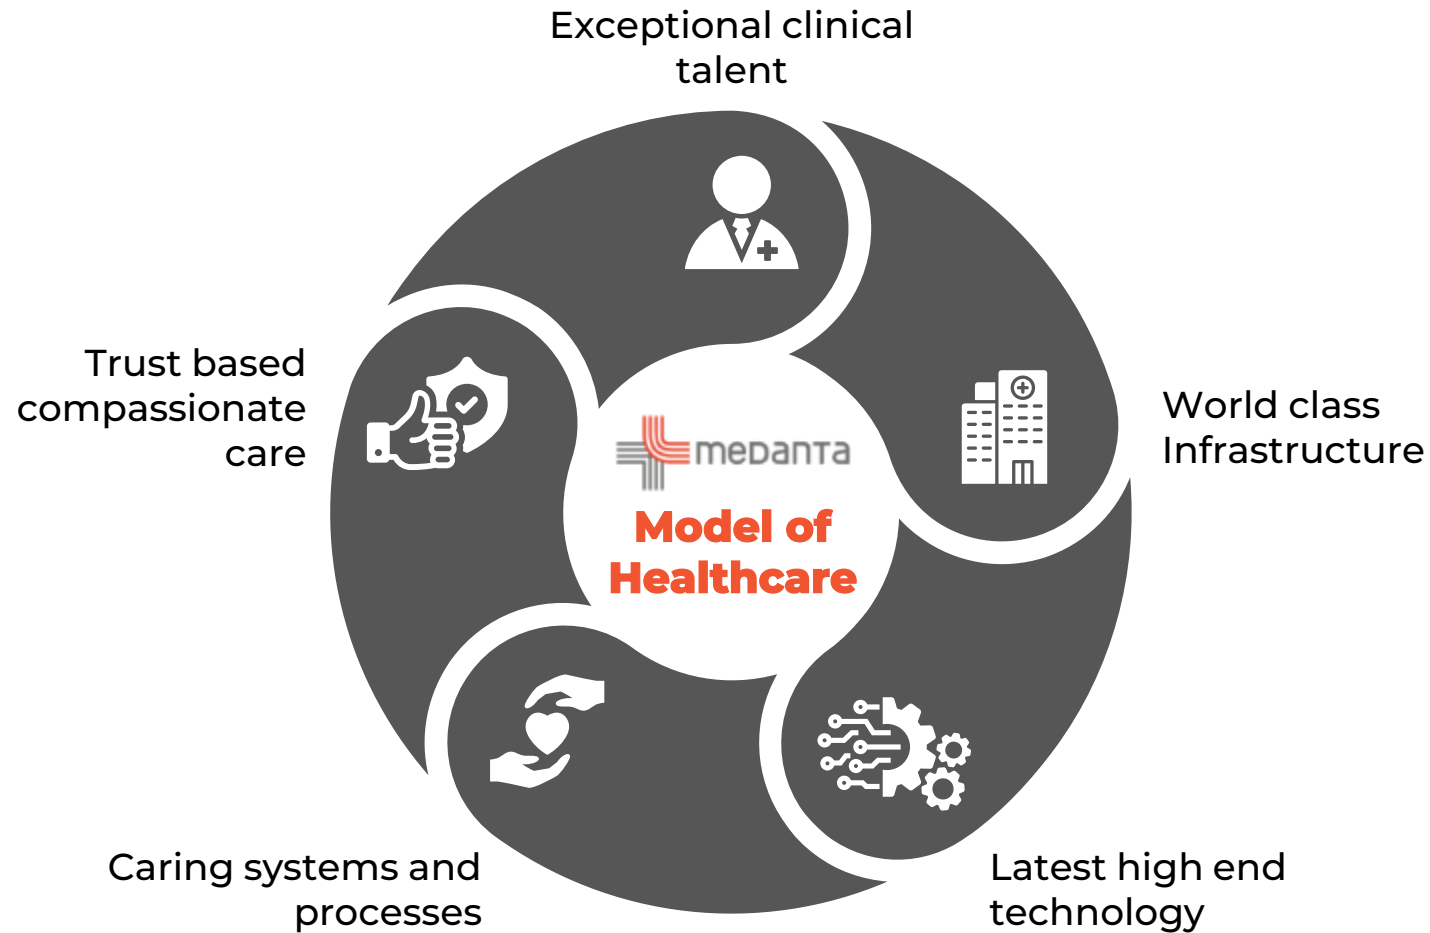 Exceptional clinical
talent
World class
Infrastructure
Latest high end
technology
Caring systems and
processes
Trust based
compassionate
care
meDanTa
Model of
Healthcare